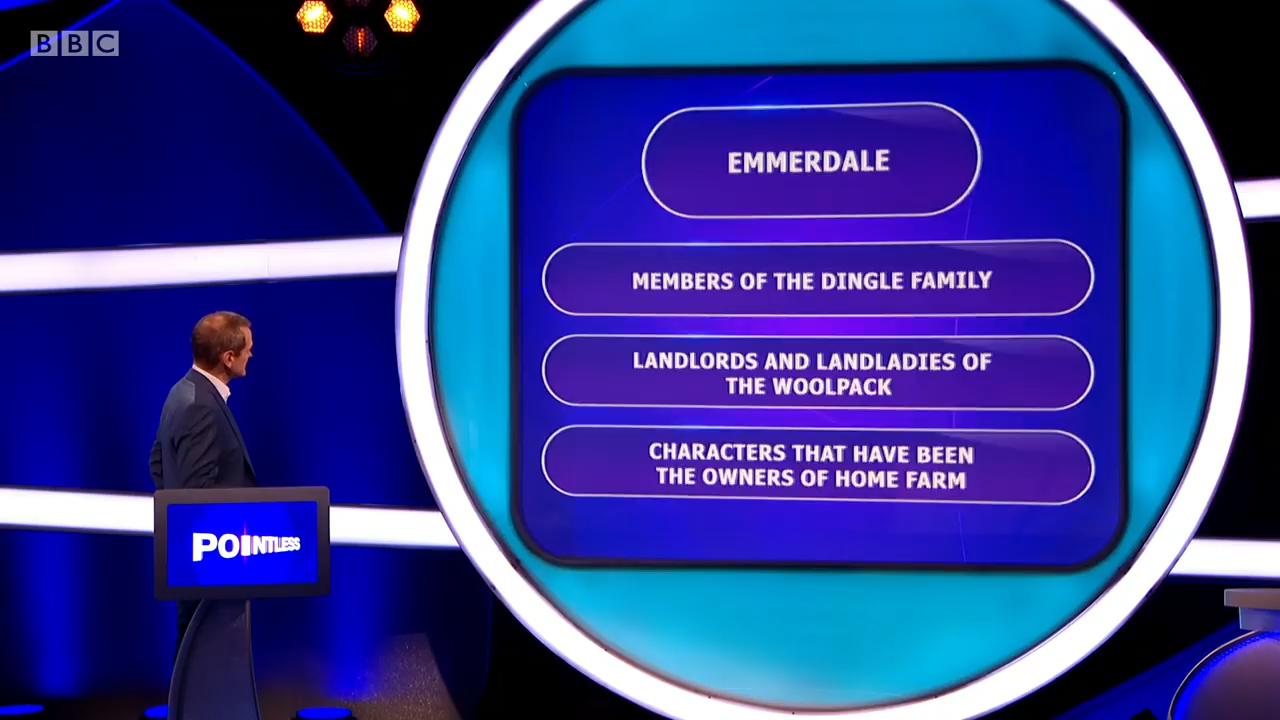 BBC
EMMERDALE
MEMBERS OF THE DINGLE FAMILY
LANDLORDS AND LANDLADIES OF
THE WOOLPACK
CHARACTERS THAT HAVE BEEN
THE OWNERS OF HOME FARM
POINTLESS